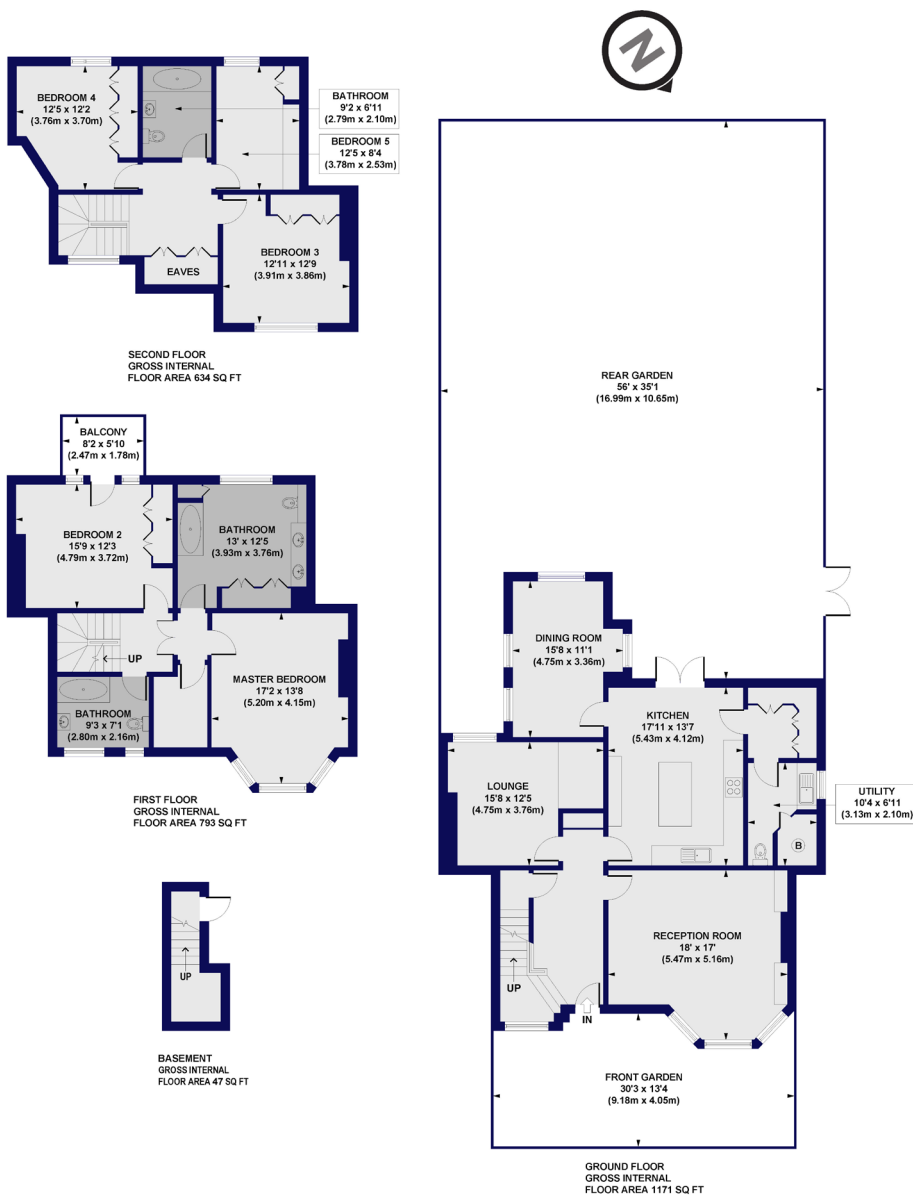 N
BEDROOM 4
12'5 x 12'2
(3.76m x 3.70m)
BATHROOM
9'2 x 6'11
(2.79m x 2.10m)
BEDROOM 5
12'5 x 8'4
(3.78m x 2.53m)
BEDROOM 3
12'11 x 12'9
(3.91m x 3.86m)
EAVES
SECOND FLOOR
GROSS INTERNAL
FLOOR AREA 634 SQ FT
BALCONY
8'2 x 5'10
(2.47m x 1.78m)
BEDROOM 2
15'9 x 12'3
(4.79m x 3.72m)
BATHROOM
13' x 12'5
(3.93m x 3.76m)
UP
MASTER BEDROOM
17'2 x 13'8
(5.20m x 4.15m)
BATHROOM
9'3 x 7'1
(2.80m x 2.16m)
FIRST FLOOR
GROSS INTERNAL
FLOOR AREA 793 SQ FT
UP
BASEMENT
GROSS INTERNAL
FLOOR AREA 47 SQ FT
REAR GARDEN
56' x 35'1
(16.99m x 10.65m)
DINING ROOM
15'8 x 11'1
(4.75m x 3.36m)
KITCHEN
17'11 x 13'7
(5.43m x 4.12m)
LOUNGE
15'8 x 12'5
(4.75m x 3.76m)
UTILITY
10'4 x 6'11
(3.13m x 2.10m)
B
RECEPTION ROOM
18' x 17'
(5.47m x 5.16m)
UP
IN
FRONT GARDEN
30'3 x 13'4
(9.18m x 4.05m)
GROUND FLOOR
GROSS INTERNAL
FLOOR AREA 1171 SQ FT